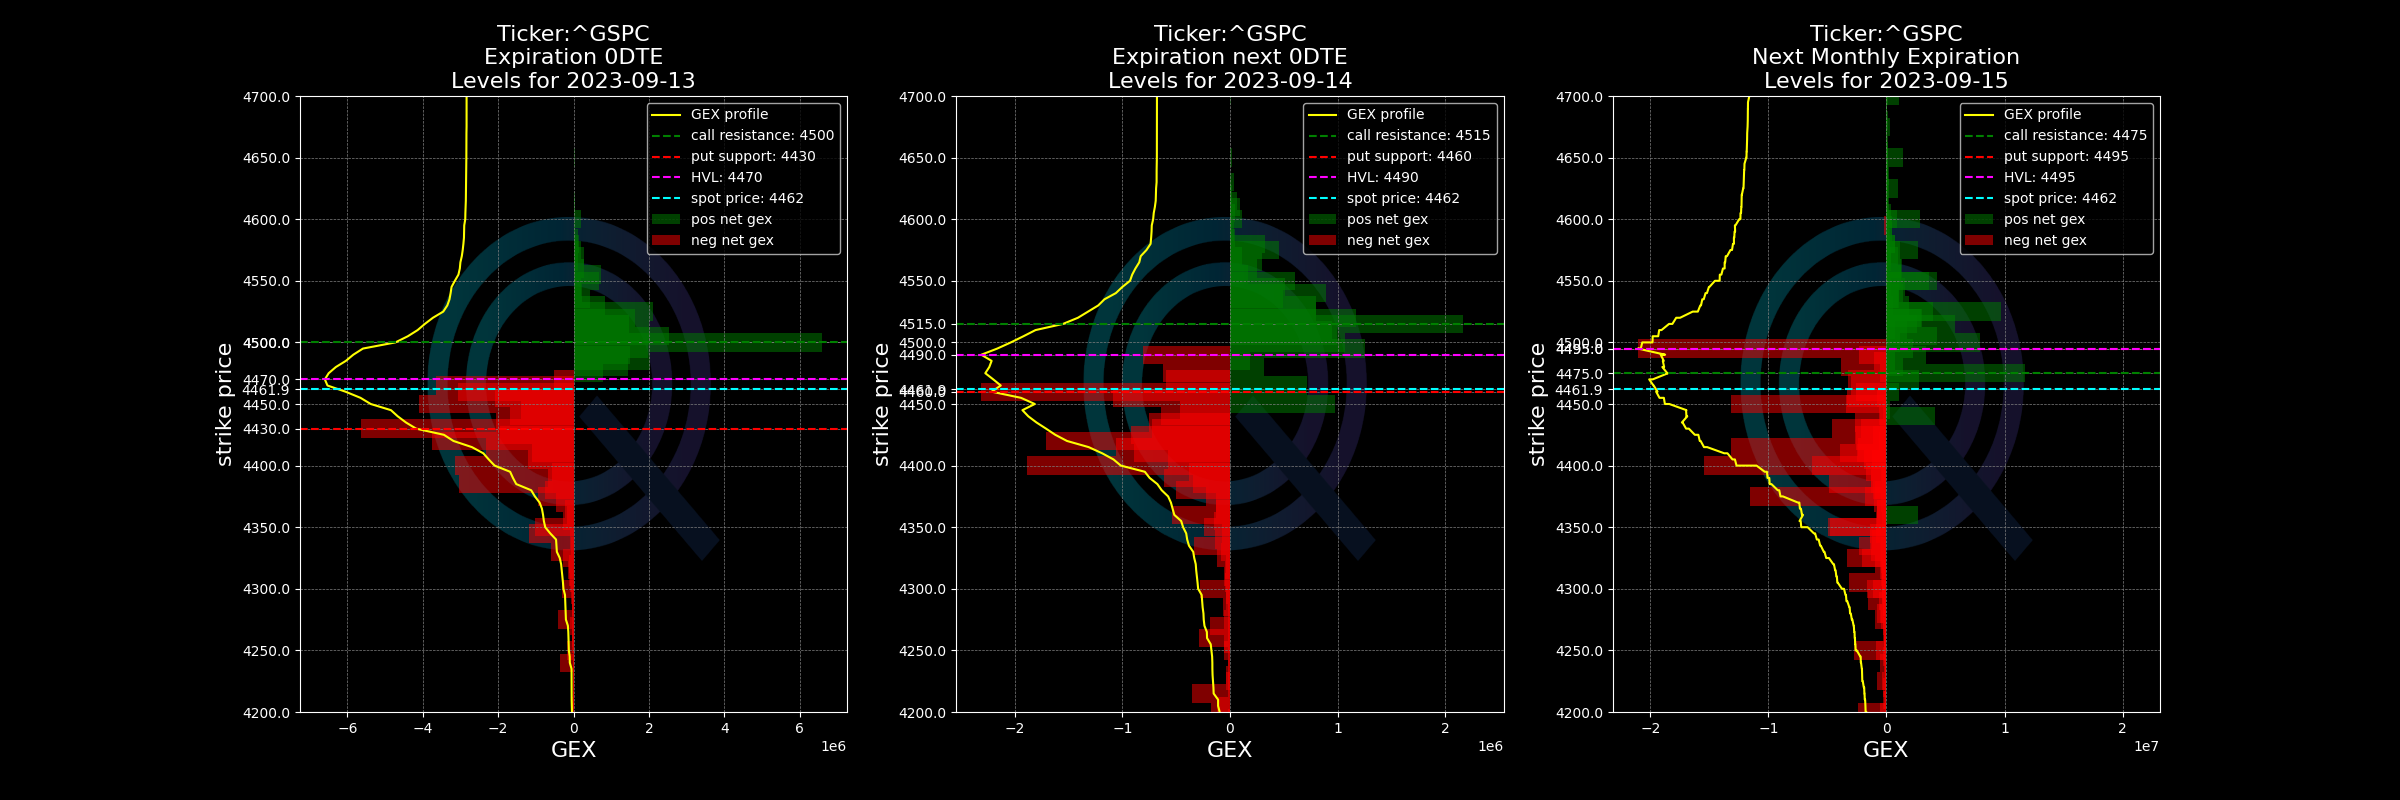 Ticker:^GSPC
Expiration 0DTE
Levels for 2023-09-13
GEX profile
call resistance: 4500
put support: 4430
HVL: 4470
spot price: 4462
pos net gex
neg net gex
4700.0
4650.0
4600.0
4550.0
4500.0
4470.0
4461.9
4450.0
4430.0
4400.0
4350.0
4300.0
4250.0
4200.0
strike price
−6 −4 −2 0 2 4 6
1e6
GEX
Ticker:^GSPC
Expiration next 0DTE
Levels for 2023-09-14
GEX profile
call resistance: 4515
put support: 4460
HVL: 4490
spot price: 4462
pos net gex
neg net gex
4700.0
4650.0
4600.0
4550.0
4515.0
4500.0
4490.0
4461.9
4460.0
4450.0
4400.0
4350.0
4300.0
4250.0
4200.0
strike price
−2 −1 0 1 2
1e6
GEX
Ticker:^GSPC
Next Monthly Expiration
Levels for 2023-09-15
GEX profile
call resistance: 4475
put support: 4495
HVL: 4495
spot price: 4462
pos net gex
neg net gex
4700.0
4650.0
4600.0
4550.0
4500.0
4495.0
4475.0
4461.9
4450.0
4400.0
4350.0
4300.0
4250.0
4200.0
strike price
−2 −1 0 1 2
1e7
GEX